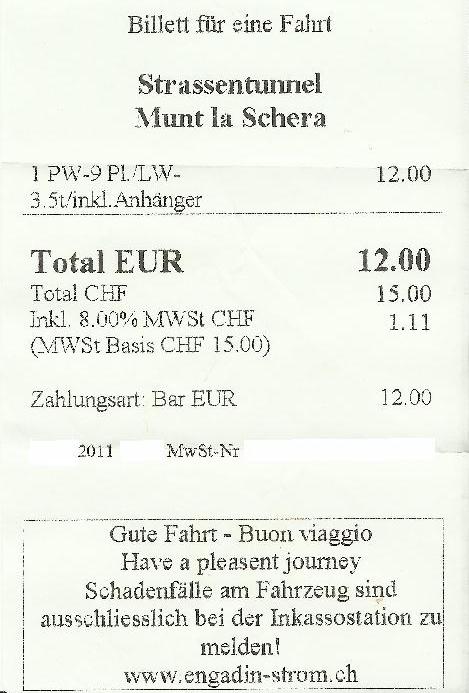 Billett für eine Fahrt
Strassentunnel
Munt la Schera
1 PW-9 Pl./LW- 12.00
3.5t/inkl.Anhänger
Total EUR 12.00
Total CHF 15.00
Inkl. 8.00% MWSt CHF 1.11
(MWSt Basis CHF 15.00)
Zahlungsart: Bar EUR 12.00
2011 MwSt-Nr
Gute Fahrt - Buon viaggio
Have a pleasent journey
Schadenfälle am Fahrzeug sind
ausschliesslich bei der Inkassostation zu
melden!
www.engadin-strom.ch